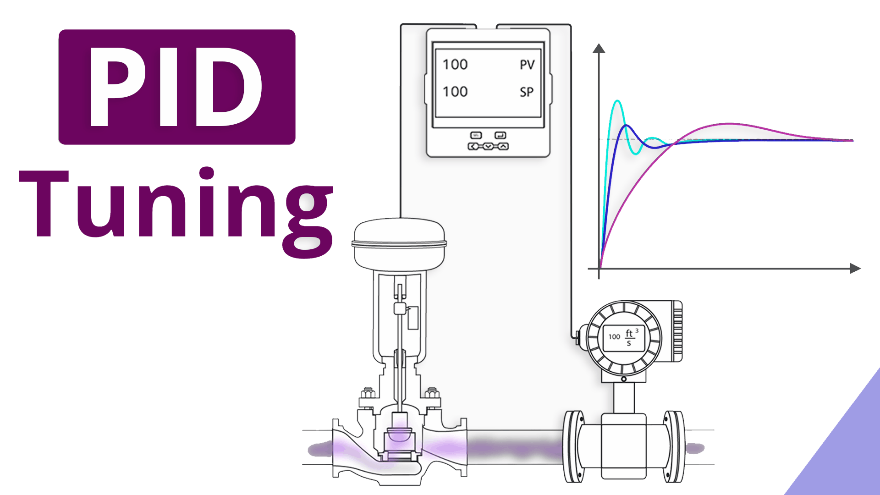 PID
Tuning
100 PV
100 SP
100 ft³
s